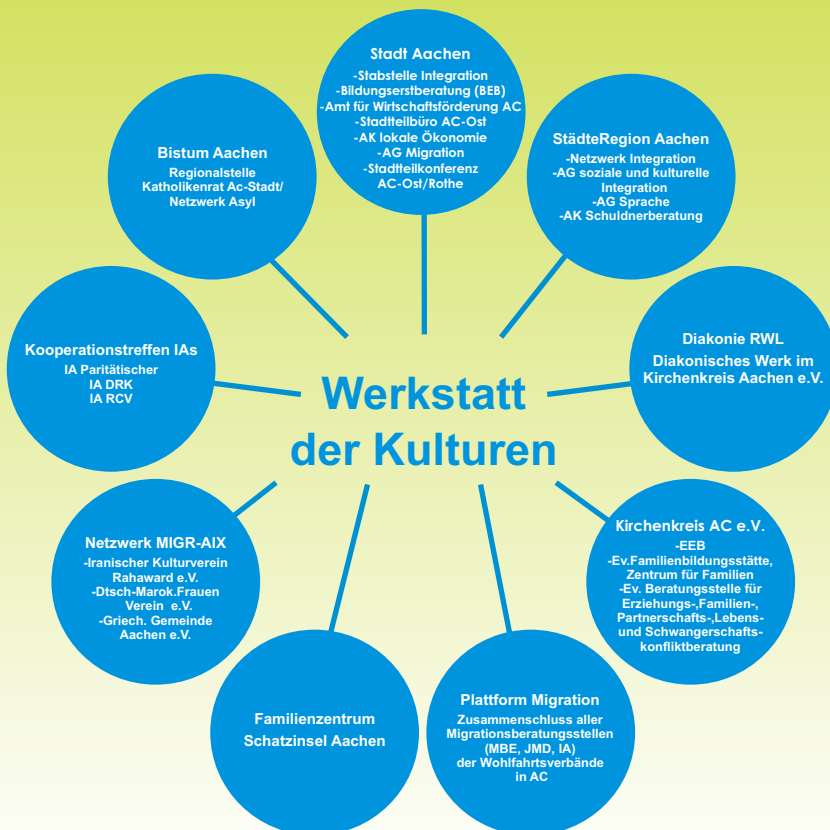 Stadt Aachen
-Stabstelle Integration
-Bildungserstberatung (BEB)
-Amt für Wirtschaftsförderung AC
-Stadtteilbüro AC-Ost
-AK lokale Ökonomie
-AG Migration
-Stadtteilkonferenz
AC-Ost/Rothe
StädteRegion Aachen
-Netzwerk Integration
-AG soziale und kulturelle
Integration
-AG Sprache
-AK Schuldnerberatung
Bistum Aachen
Regionalstelle
Katholikenrat Ac-Stadt/
Netzwerk Asyl
Diakonie RWL
Diakonisches Werk im
Kirchenkreis Aachen e.V.
Kooperationstreffen IAs
IA Paritätischer
IA DRK
IA RCV
Werkstatt
der Kulturen
Kirchenkreis AC e.V.
-EEB
-Ev.Familienbildungsstätte,
Zentrum für Familien
-Ev. Beratungsstelle für
Erziehungs-,Familien-,
Partnerschafts-,Lebens-
und Schwangerschafts-
konfliktberatung
Netzwerk MIGR-AIX
-Iranischer Kulturverein
Rahaward e.V.
-Dtsch-Marok.Frauen
Verein e.V.
-Griech. Gemeinde
Aachen e.V.
Plattform Migration
Zusammenschluss aller
Migrationsberatungsstellen
(MBE, JMD, IA)
der Wohlfahrtsverbände
in AC
Familienzentrum
Schatzinsel Aachen